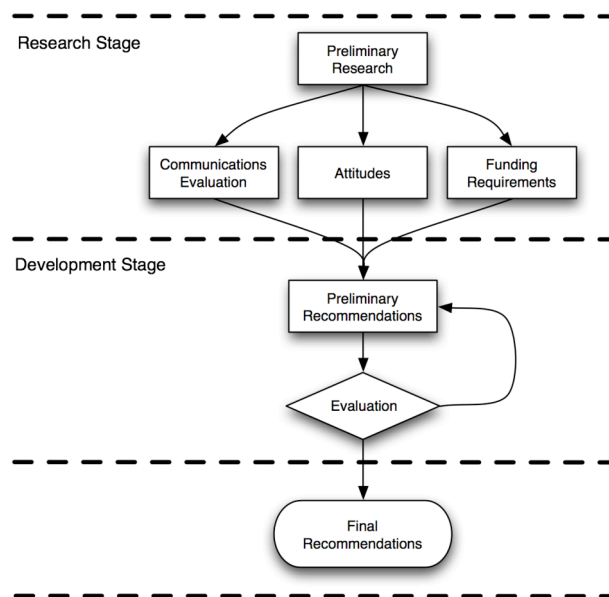 Research Stage
Preliminary
Research
Communications
Evaluation
Attitudes
Funding
Requirements
Development Stage
Preliminary
Recommendations
Evaluation
Final
Recommendations